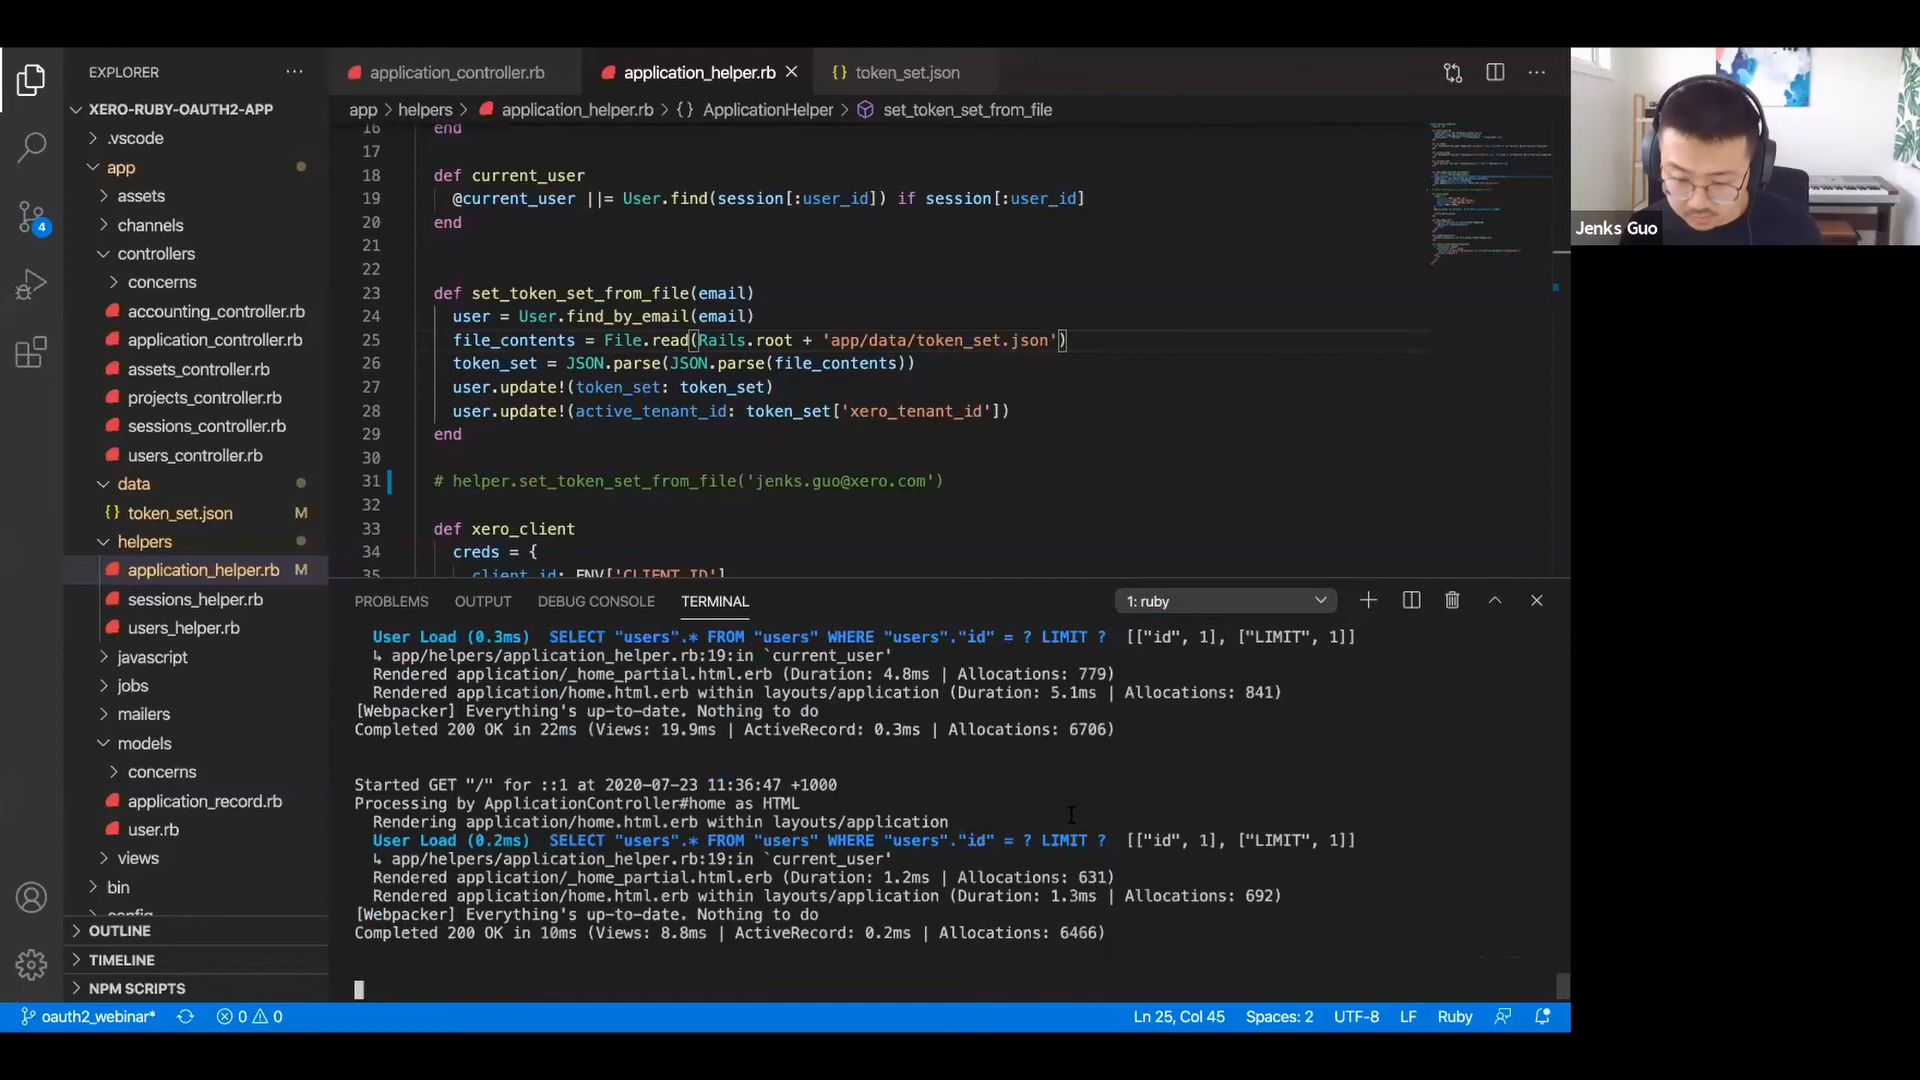 EXPLORER
XERO-RUBY-OAUTH2-APP
.vscode
app
assets
channels
controllers
concerns
accounting_controller.rb
application_controller.rb
assets_controller.rb
projects_controller.rb
sessions_controller.rb
users_controller.rb
data
{} token_set.json M
helpers
application_helper.rb M
sessions_helper.rb
users_helper.rb
javascript
jobs
mailers
models
concerns
application_record.rb
user.rb
views
bin
config
OUTLINE
TIMELINE
NPM SCRIPTS
4
application_controller.rb
application_helper.rb
{} token_set.json
app > helpers > application_helper.rb > {} ApplicationHelper > set_token_set_from_file
16 end
17
18 def current_user
19 @current_user ||= User.find(session[:user_id]) if session[:user_id]
20 end
21
22
23 def set_token_set_from_file(email)
24 user = User.find_by_email(email)
25 file_contents = File.read(Rails.root + 'app/data/token_set.json')
26 token_set = JSON.parse(JSON.parse(file_contents))
27 user.update!(token_set: token_set)
28 user.update!(active_tenant_id: token_set['xero_tenant_id'])
29 end
30
31 # helper.set_token_set_from_file('jenks.guo@xero.com')
32
33 def xero_client
34 creds = {
35 client_id: ENV['CLIENT_ID'],
PROBLEMS OUTPUT DEBUG CONSOLE TERMINAL 1: ruby
User Load (0.3ms) SELECT "users".* FROM "users" WHERE "users"."id" = ? LIMIT ? [["id", 1], ["LIMIT", 1]]
↳ app/helpers/application_helper.rb:19:in `current_user'
Rendered application/_home_partial.html.erb (Duration: 4.8ms | Allocations: 779)
Rendered application/home.html.erb within layouts/application (Duration: 5.1ms | Allocations: 841)
[Webpacker] Everything's up-to-date. Nothing to do
Completed 200 OK in 22ms (Views: 19.9ms | ActiveRecord: 0.3ms | Allocations: 6706)
Started GET "/" for ::1 at 2020-07-23 11:36:47 +1000
Processing by ApplicationController#home as HTML
Rendering application/home.html.erb within layouts/application
User Load (0.2ms) SELECT "users".* FROM "users" WHERE "users"."id" = ? LIMIT ? [["id", 1], ["LIMIT", 1]]
↳ app/helpers/application_helper.rb:19:in `current_user'
Rendered application/_home_partial.html.erb (Duration: 1.2ms | Allocations: 631)
Rendered application/home.html.erb within layouts/application (Duration: 1.3ms | Allocations: 692)
[Webpacker] Everything's up-to-date. Nothing to do
Completed 200 OK in 10ms (Views: 8.8ms | ActiveRecord: 0.2ms | Allocations: 6466)
oauth2_webinar* 0 0 Ln 25, Col 45 Spaces: 2 UTF-8 LF Ruby
Jenks Guo